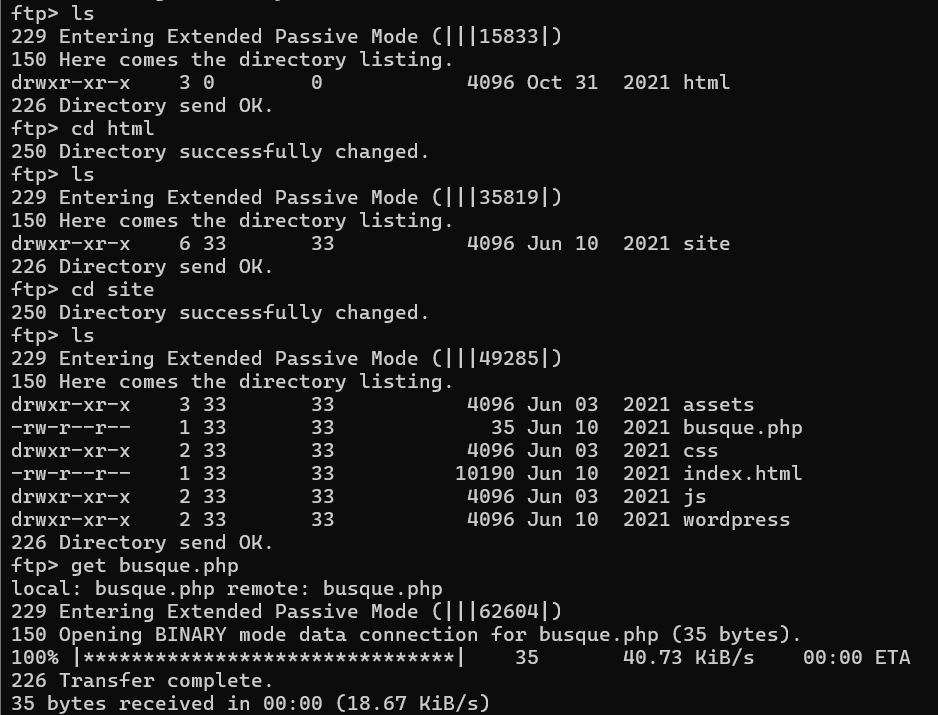 ftp> ls
229 Entering Extended Passive Mode (|||15833|)
150 Here comes the directory listing.
drwxr-xr-x    3 0        0            4096 Oct 31  2021 html
226 Directory send OK.
ftp> cd html
250 Directory successfully changed.
ftp> ls
229 Entering Extended Passive Mode (|||35819|)
150 Here comes the directory listing.
drwxr-xr-x    6 33       33           4096 Jun 10  2021 site
226 Directory send OK.
ftp> cd site
250 Directory successfully changed.
ftp> ls
229 Entering Extended Passive Mode (|||49285|)
150 Here comes the directory listing.
drwxr-xr-x    3 33       33           4096 Jun 03  2021 assets
-rw-r--r--    1 33       33             35 Jun 10  2021 busque.php
drwxr-xr-x    2 33       33           4096 Jun 03  2021 css
-rw-r--r--    1 33       33          10190 Jun 10  2021 index.html
drwxr-xr-x    2 33       33           4096 Jun 03  2021 js
drwxr-xr-x    2 33       33           4096 Jun 10  2021 wordpress
226 Directory send OK.
ftp> get busque.php
local: busque.php remote: busque.php
229 Entering Extended Passive Mode (|||62604|)
150 Opening BINARY mode data connection for busque.php (35 bytes).
100% |*******************************|    35       40.73 KiB/s    00:00 ETA
226 Transfer complete.
35 bytes received in 00:00 (18.67 KiB/s)